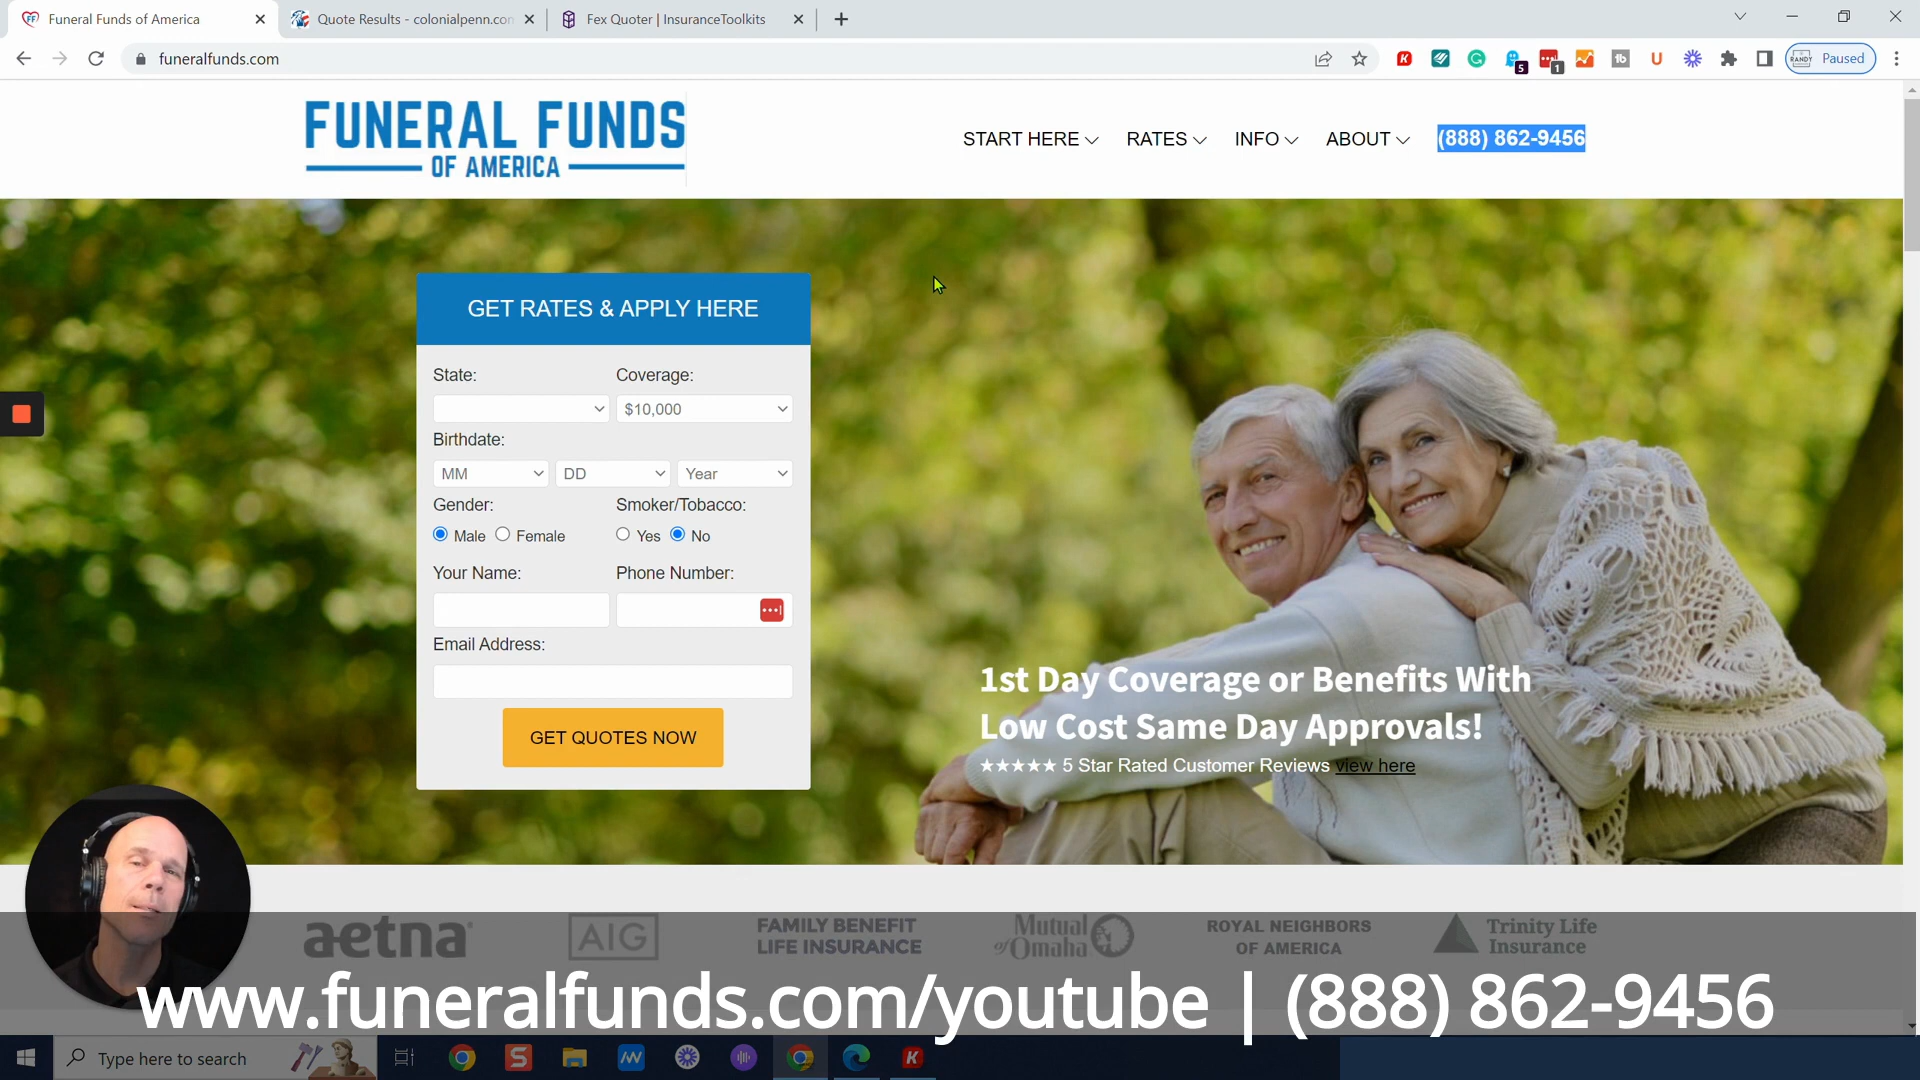 Funeral Funds of America
Quote Results - colonialpenn.con
Fex Quoter | InsuranceToolkits
funeralfunds.com
5
1
RANDY
Paused
FUNERAL FUNDS
OF AMERICA
START HERE
RATES
INFO
ABOUT
(888) 862-9456
GET RATES & APPLY HERE
State:
Coverage:
$10,000
Birthdate:
MM
DD
Year
Gender:
Smoker/Tobacco:
Male
Female
Yes
No
Your Name:
Phone Number:
Email Address:
GET QUOTES NOW
1st Day Coverage or Benefits With
Low Cost Same Day Approvals!
★★★★★ 5 Star Rated Customer Reviews view here
aetna
AIG
FAMILY BENEFIT
LIFE INSURANCE
Mutual
of Omaha
ROYAL NEIGHBORS
OF AMERICA
Trinity Life
Insurance
www.funeralfunds.com/youtube | (888) 862-9456
Type here to search